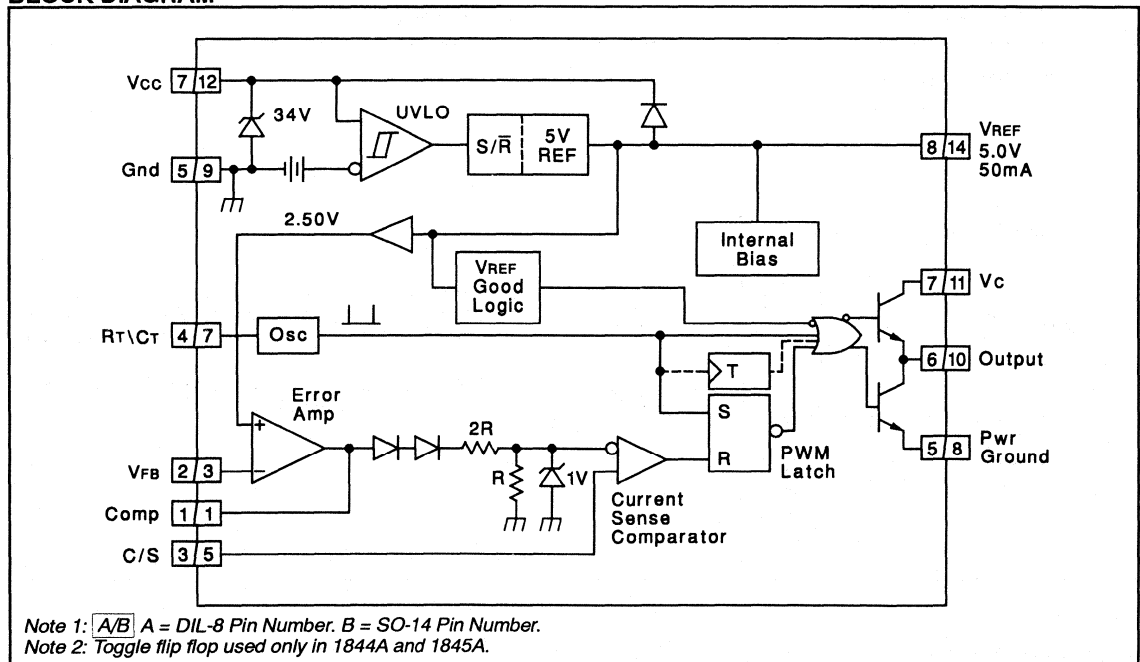 BLOCK DIAGRAM
Vcc 7/12
34V
UVLO
S/R̅
5V
REF
8/14
VREF
5.0V
50mA
Gnd 5/9
2.50V
Internal
Bias
VREF
Good
Logic
7/11 Vc
RT\CT 4/7
Osc
T
6/10 Output
Error
Amp
+
−
2R
R
1V
S
R
PWM
Latch
5/8
Pwr
Ground
VFB 2/3
Current
Sense
Comparator
Comp 1/1
C/S 3/5
Note 1: A/B A = DIL-8 Pin Number. B = SO-14 Pin Number.
Note 2: Toggle flip flop used only in 1844A and 1845A.